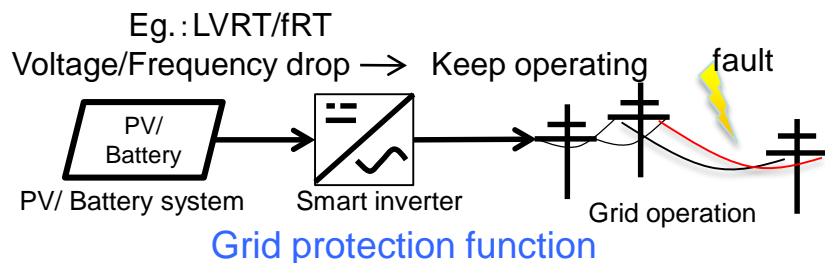 Eg.：LVRT/fRT
Voltage/Frequency drop → Keep operating
fault
PV/
Battery
PV/ Battery system
Smart inverter
Grid operation
Grid protection function